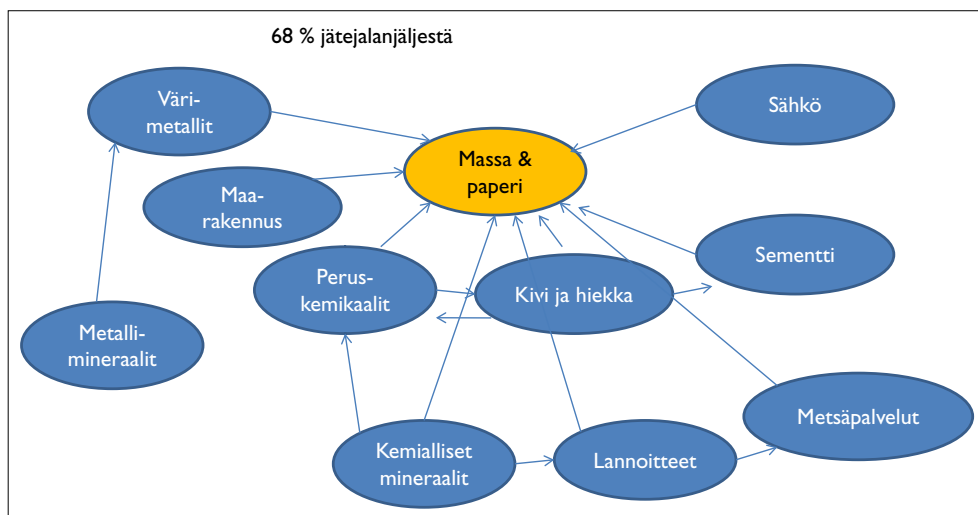 68 % jätejalanjäljestä
Väri-
metallit
Sähkö
Massa &
paperi
Maa-
rakennus
Sementti
Perus-
kemikaalit
Kivi ja hiekka
Metalli-
mineraalit
Metsäpalvelut
Kemialliset
mineraalit
Lannoitteet